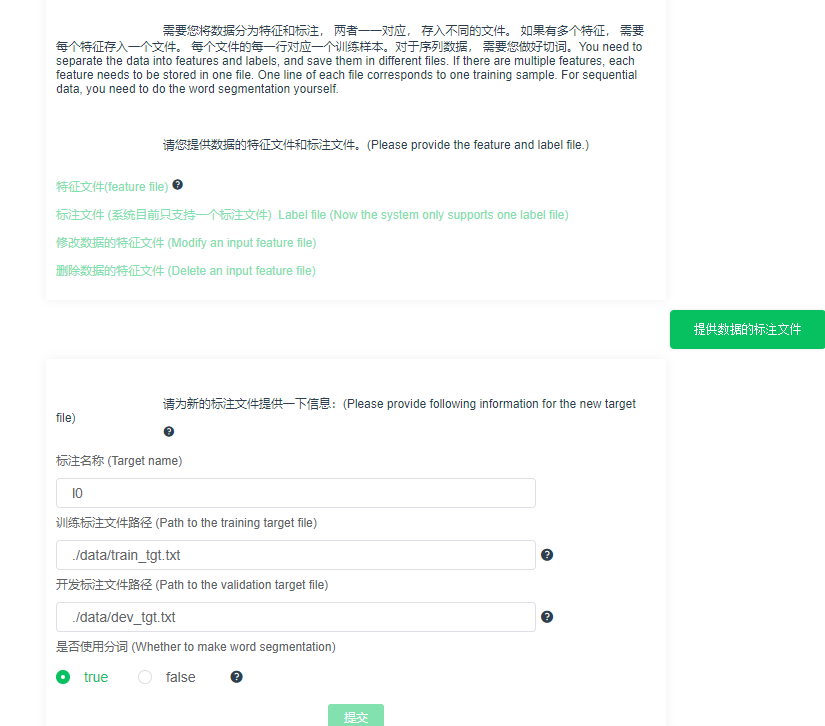 需要您将数据分为特征和标注， 两者一一对应， 存入不同的文件。 如果有多个特征， 需要
每个特征存入一个文件。 每个文件的每一行对应一个训练样本。对于序列数据， 需要您做好切词。You need to
separate the data into features and labels, and save them in different files. If there are multiple features, each
feature needs to be stored in one file. One line of each file corresponds to one training sample. For sequential
data, you need to do the word segmentation yourself.
请您提供数据的特征文件和标注文件。(Please provide the feature and label file.)
特征文件(feature file) ?
标注文件 (系统目前只支持一个标注文件) Label file (Now the system only supports one label file)
修改数据的特征文件 (Modify an input feature file)
删除数据的特征文件 (Delete an input feature file)
提供数据的标注文件
请为新的标注文件提供一下信息：(Please provide following information for the new target
file)
?
标注名称 (Target name)
l0
训练标注文件路径 (Path to the training target file)
./data/train_tgt.txt ?
开发标注文件路径 (Path to the validation target file)
./data/dev_tgt.txt ?
是否使用分词 (Whether to make word segmentation)
true false ?
提交